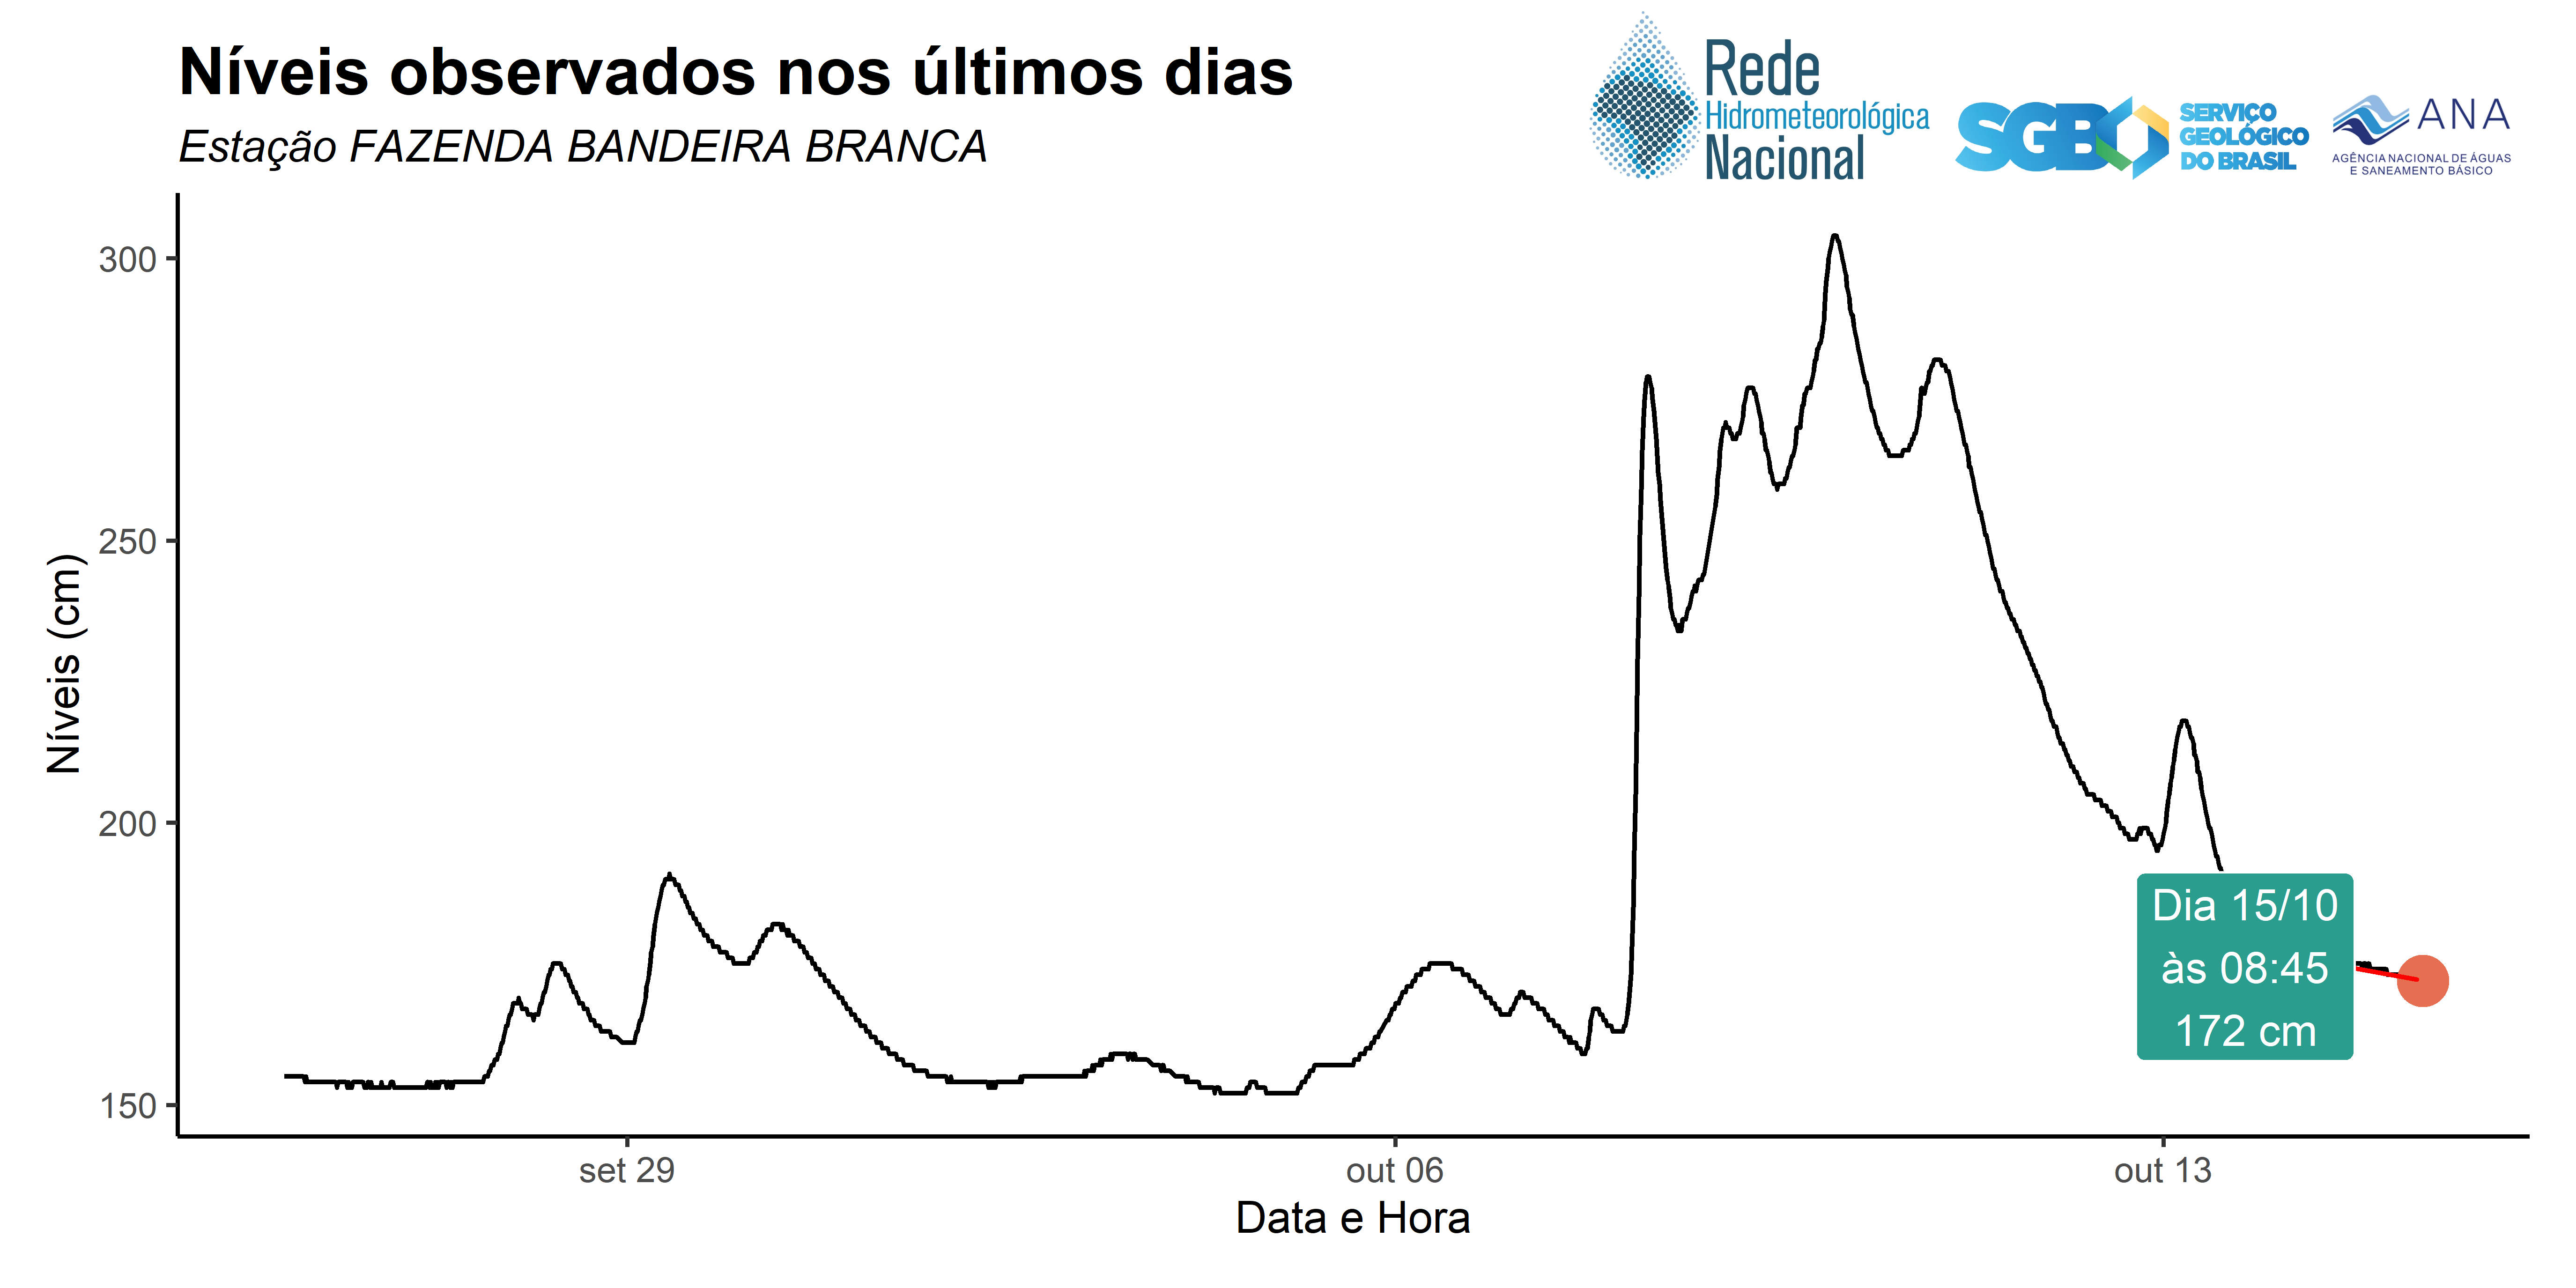 Níveis observados nos últimos dias
Estação FAZENDA BANDEIRA BRANCA
Rede
Hidrometeorológica
Nacional
SGB
SERVIÇO
GEOLÓGICO
DO BRASIL
ANA
AGÊNCIA NACIONAL DE ÁGUAS
E SANEAMENTO BÁSICO
Níveis (cm)
300
250
200
150
Dia 15/10
às 08:45
172 cm
set 29
out 06
out 13
Data e Hora